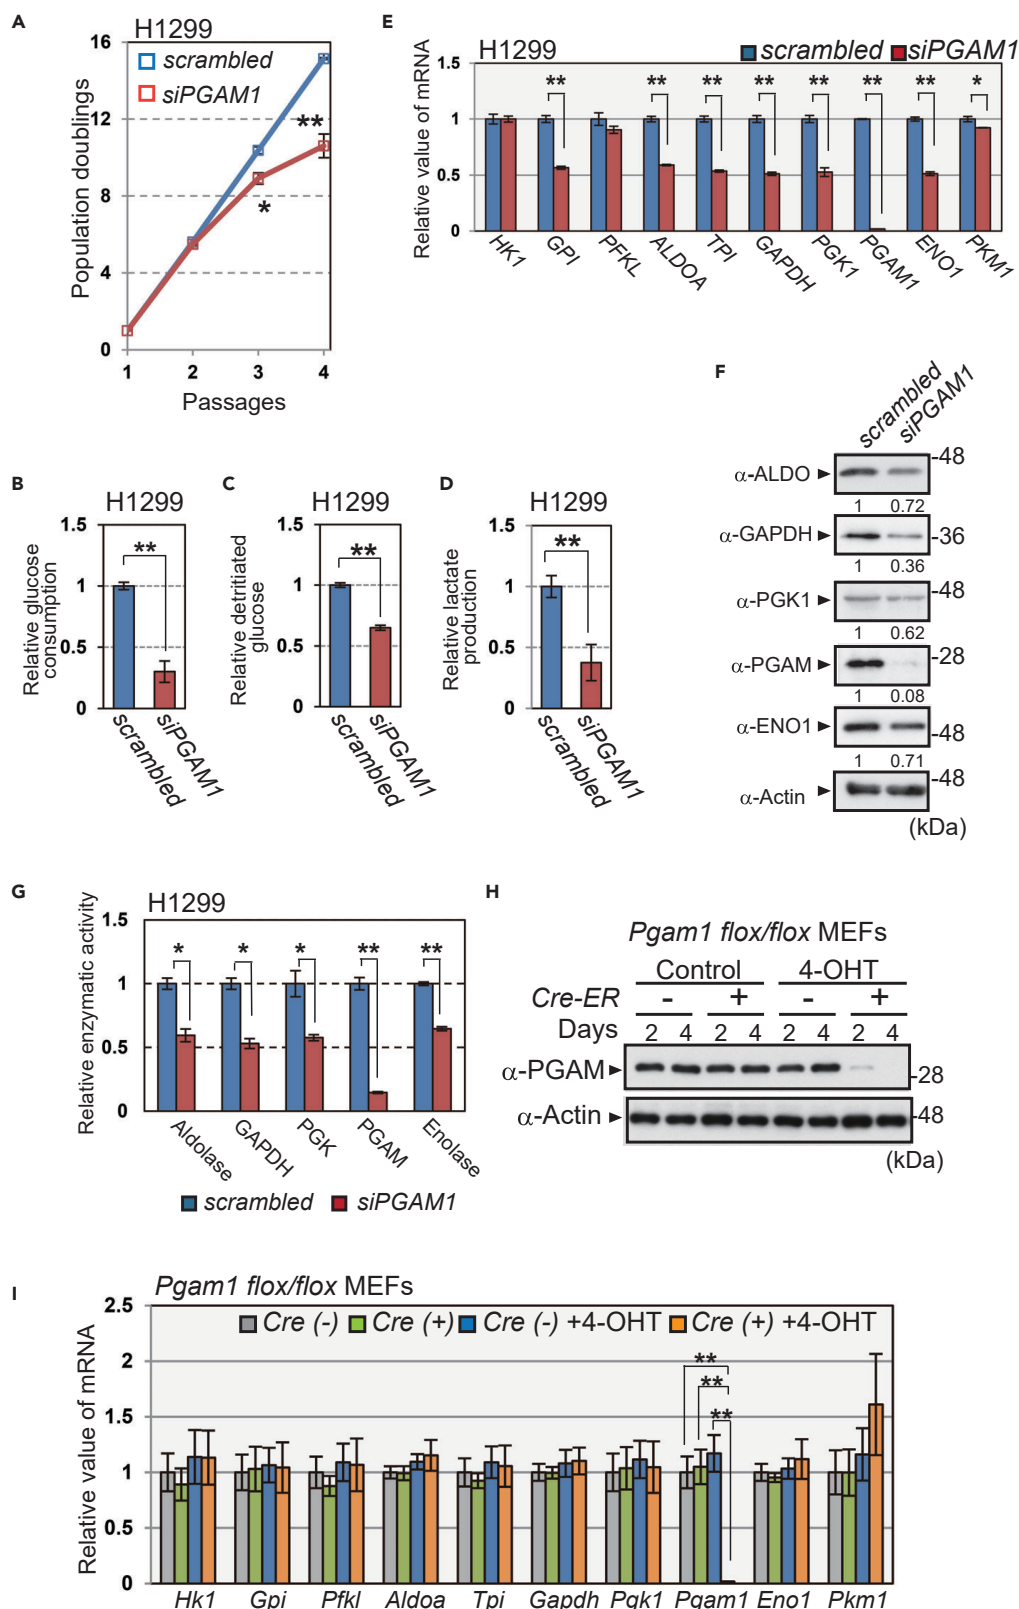 A
H1299
scrambled
siPGAM1
Population doublings
16
12
8
4
0
**
*
1 2 3 4
Passages
E
H1299
scrambled siPGAM1
Relative value of mRNA
1.5
1
0.5
0
** ** ** ** ** ** ** *
HK1 GPI PFKL ALDOA TPI GAPDH PGK1 PGAM1 ENO1 PKM1
B
H1299
Relative glucose consumption
1.5
1
0.5
0
**
scrambled siPGAM1
C
H1299
Relative detritiated glucose
1.5
1
0.5
0
**
scrambled siPGAM1
D
H1299
Relative lactate production
1.5
1
0.5
0
**
scrambled siPGAM1
F
scrambled siPGAM1
α-ALDO -48
1 0.72
α-GAPDH -36
1 0.36
α-PGK1 -48
1 0.62
α-PGAM -28
1 0.08
α-ENO1 -48
1 0.71
α-Actin -48
(kDa)
G
H1299
Relative enzymatic activity
1.5
1
0.5
0
* * * ** **
Aldolase GAPDH PGK PGAM Enolase
scrambled siPGAM1
H
Pgam1 flox/flox MEFs
Control 4-OHT
Cre-ER - + - +
Days 2 4 2 4 2 4 2 4
α-PGAM -28
α-Actin -48
(kDa)
I
Pgam1 flox/flox MEFs
Cre (-) Cre (+) Cre (-) +4-OHT Cre (+) +4-OHT
Relative value of mRNA
2.5
2
1.5
1
0.5
0
**
**
**
Hk1 Gpi Pfkl Aldoa Tpi Gapdh Pgk1 Pgam1 Eno1 Pkm1